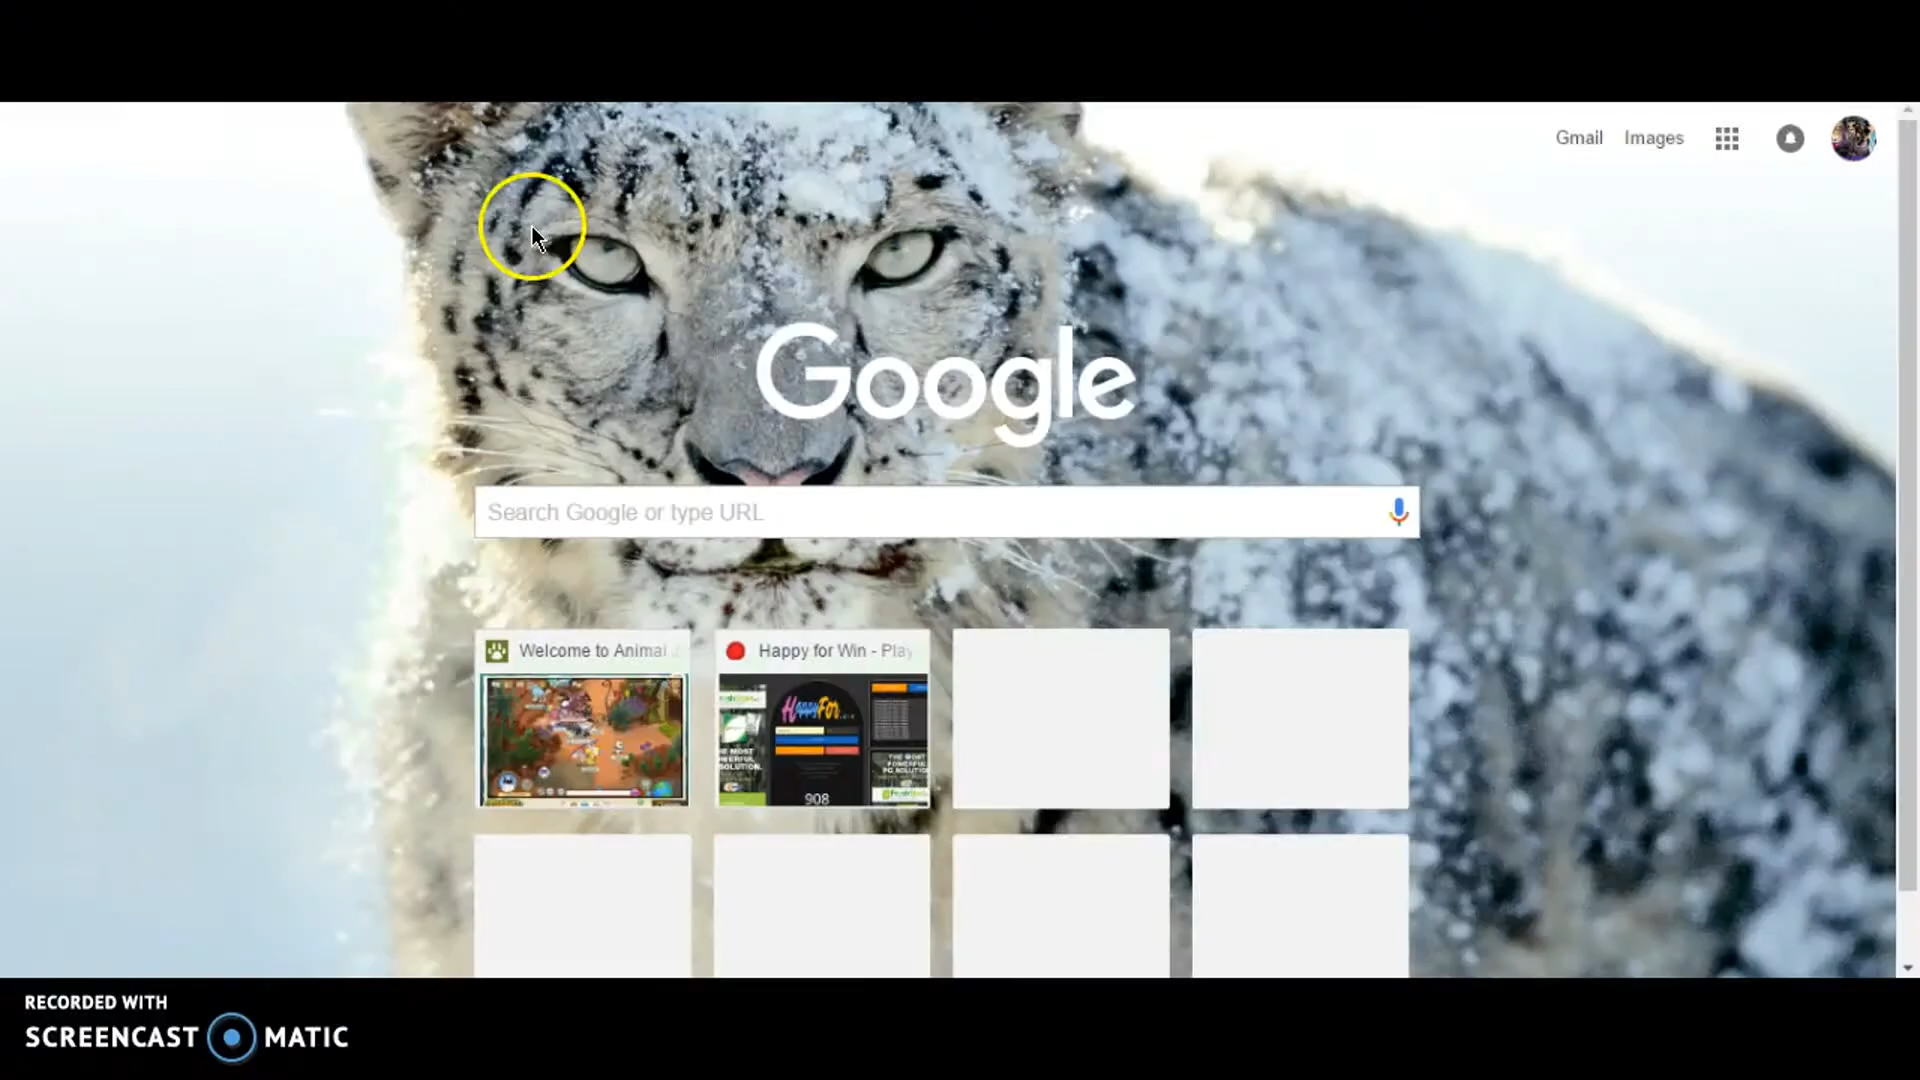 Gmail Images
Google
Search Google or type URL
Welcome to Animal
Happy for Win - Play
HappyFor
908
RECORDED WITH
SCREENCAST MATIC